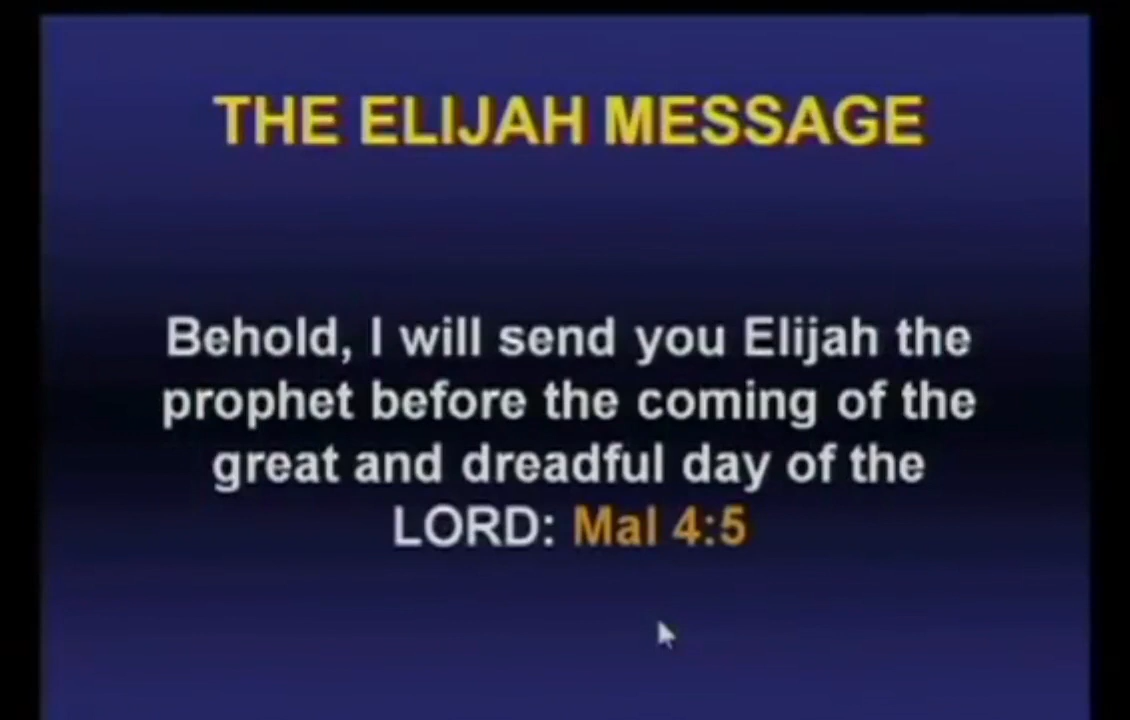 THE ELIJAH MESSAGE
Behold, I will send you Elijah the
prophet before the coming of the
great and dreadful day of the
LORD: Mal 4:5